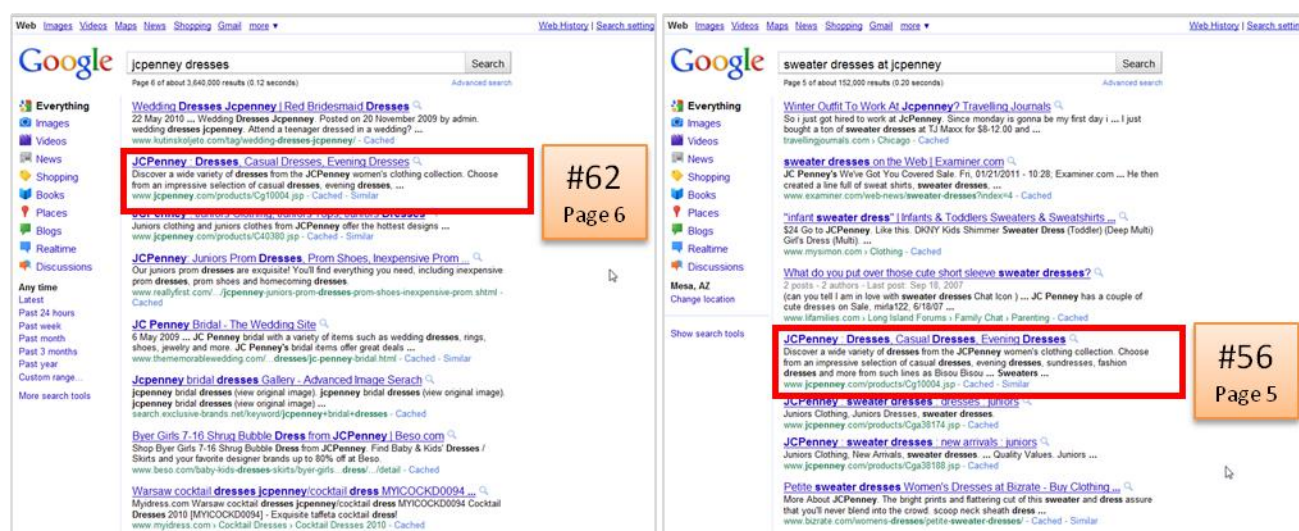 Web Images Videos Maps News Shopping Gmail more ▼ Web History | Search setting
Google
jcpenney dresses Search
Page 6 of about 3,640,000 results (0.12 seconds) Advanced search
Everything
Images
Videos
News
Shopping
Books
Places
Blogs
Realtime
Discussions
Any time
Latest
Past 24 hours
Past week
Past month
Past 3 months
Past year
Custom range...
More search tools
Wedding Dresses Jcpenney | Red Bridesmaid Dresses
22 May 2010 ... Wedding Dresses Jcpenney. Posted on 20 November 2009 by admin.
wedding dresses jcpenney. Attend a teenager dressed in a wedding? ...
www.kutinskoljeto.com/tag/wedding-dresses-jcpenney/ - Cached
JCPenney : Dresses, Casual Dresses, Evening Dresses
Discover a wide variety of dresses from the JCPenney women's clothing collection. Choose
from an impressive selection of casual dresses, evening dresses, ...
www.jcpenney.com/products/Cg10004.jsp - Cached - Similar
#62
Page 6
JCPenney : Juniors Clothing, Juniors Tops, Juniors Dresses
Juniors clothing and juniors clothes from JCPenney offer the hottest designs ...
www.jcpenney.com/products/C40380.jsp - Cached - Similar
JCPenney: Juniors Prom Dresses, Prom Shoes, Inexpensive Prom ...
Our juniors prom dresses are exquisite! You'll find everything you need, including inexpensive
prom dresses, prom shoes and homecoming dresses.
www.reallyfirst.com/.../jcpenney-juniors-prom-dresses-prom-shoes-inexpensive-prom.shtml -
Cached
JC Penney Bridal - The Wedding Site
6 May 2009 ... JC Penney bridal with a variety of items such as wedding dresses, rings,
shoes, jewelry and more. JC Penney's bridal items offer great deals ...
www.thememorablewedding.com/...dresses/jc-penney-bridal.html - Cached - Similar
Jcpenney bridal dresses Gallery - Advanced Image Serach
jcpenney bridal dresses (view original image). jcpenney bridal dresses (view original image).
jcpenney bridal dresses (view original image) ...
search.exclusive-brands.net/keyword/jcpenney+bridal+dresses - Cached
Byer Girls 7-16 Shrug Bubble Dress from JCPenney | Beso.com
Shop Byer Girls 7-16 Shrug Bubble Dress from JCPenney. Find Baby & Kids' Dresses /
Skirts and your favorite designer brands up to 80% off at Beso.
www.beso.com/baby-kids-dresses-skirts/byer-girls...dress/.../detail - Cached
Warsaw cocktail dresses jcpenney/cocktail dress MYICOCKD0094 ...
Myidress.com Warsaw cocktail dresses jcpenney/cocktail dress MYICOCKD0094 Cocktail
Dresses 2010 [MYICOCKD0094] - Exquisite taffeta cocktail dress!
www.myidress.com › Cocktail Dresses › Cocktail Dresses 2010 - Cached
Web Images Videos Maps News Shopping Gmail more ▼ Web History | Search settin
Google
sweater dresses at jcpenney Search
Page 5 of about 152,000 results (0.20 seconds) Advanced search
Everything
Images
Videos
News
Shopping
Books
Places
Blogs
Realtime
Discussions
Mesa, AZ
Change location
Show search tools
Winter Outfit To Work At Jcpenney? Travelling Journals
So i just got hired to work at JcPenney. Since monday is gonna be my first day i ... I just
bought a ton of sweater dresses at TJ Maxx for $8-12.00 and ...
travellingjournals.com › Chicago - Cached
sweater dresses on the Web | Examiner.com
JC Penney's We've Got You Covered Sale. Fri, 01/21/2011 - 10:28; Examiner.com ... He then
created a line full of sweat shirts, sweater dresses, ...
www.examiner.com/web-news/sweater-dresses?index=4 - Cached
"infant sweater dress" | Infants & Toddlers Sweaters & Sweatshirts ...
$24 Go to JCPenney. Like this. DKNY Kids Shimmer Sweater Dress (Toddler) (Deep Multi)
Girl's Dress (Multi). ...
www.mysimon.com › Clothing - Cached
What do you put over those cute short sleeve sweater dresses?
2 posts - 2 authors - Last post: Sep 18, 2007
(can you tell I am in love with sweater dresses Chat Icon ) ... JC Penney has a couple of
cute dresses on Sale, mirla122, 6/18/07 ...
www.lifamilies.com › Long Island Forums › Family Chat › Parenting - Cached
JCPenney : Dresses, Casual Dresses, Evening Dresses
Discover a wide variety of dresses from the JCPenney women's clothing collection. Choose
from an impressive selection of casual dresses, evening dresses, sundresses, fashion
dresses and more from such lines as Bisou Bisou ... Sweaters ...
www.jcpenney.com/products/Cg10004.jsp - Cached - Similar
#56
Page 5
JCPenney : sweater dresses : dresses : juniors
Juniors Clothing, Juniors Dresses, sweater dresses.
www.jcpenney.com/products/Cga38174.jsp - Cached
JCPenney : sweater dresses : new arrivals : juniors
Juniors Clothing, New Arrivals, sweater dresses. ... Quality Values. Juniors ...
www.jcpenney.com/products/Cga38188.jsp - Cached
Petite sweater dresses Women's Dresses at Bizrate - Buy Clothing ...
More About JCPenney. The bright prints and flattering cut of this sweater and dress assure
that you'll never blend into the crowd. scoop neck sheath dress ...
www.bizrate.com/womens-dresses/petite-sweater-dresses/ - Cached - Similar